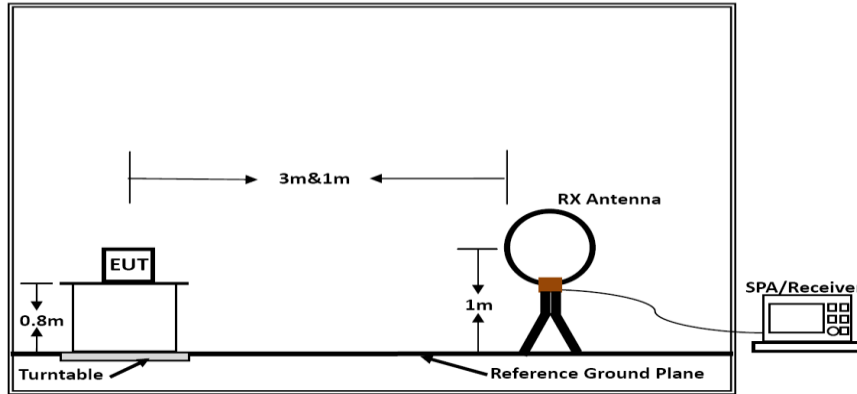 3m&1m
RX Antenna
EUT
1m
SPA/Receiver
0.8m
Turntable
Reference Ground Plane